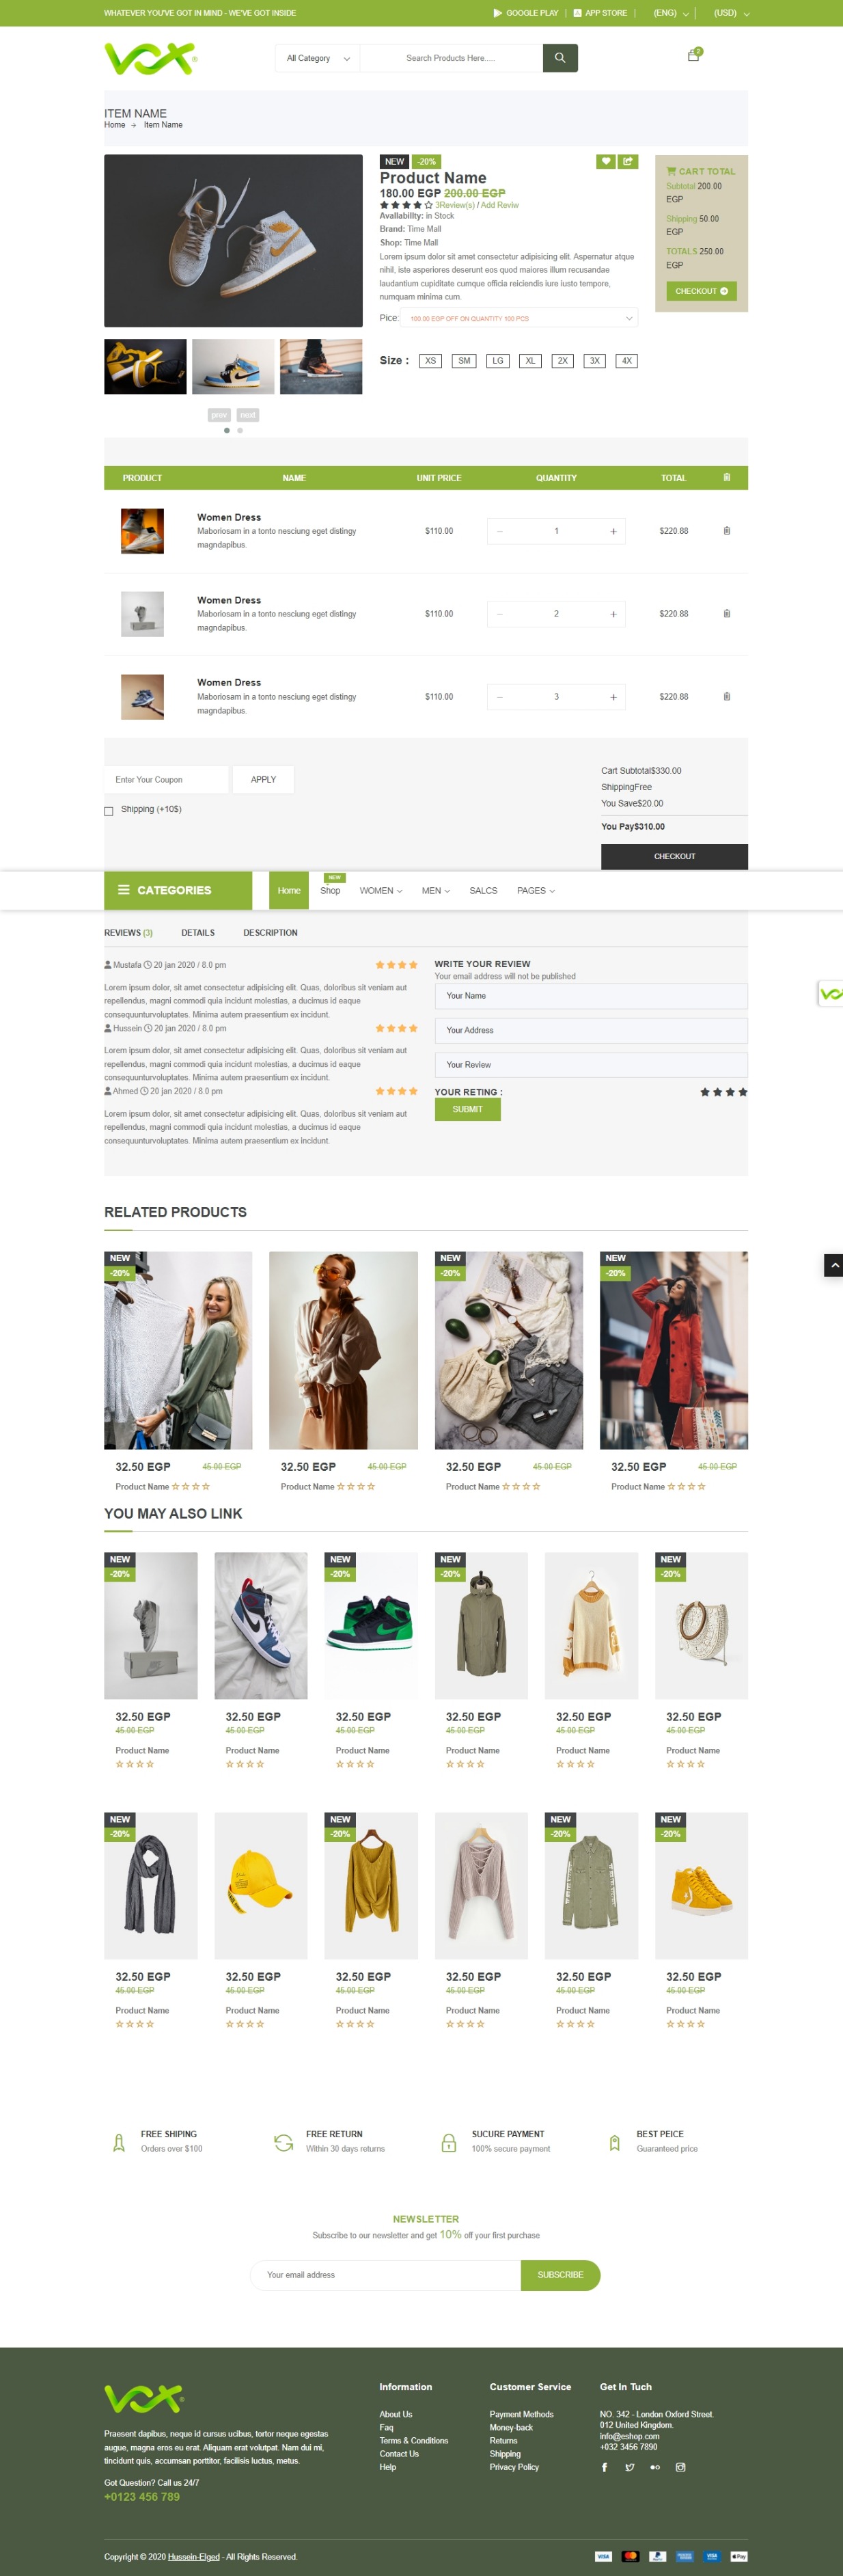 WHATEVER YOU'VE GOT IN MIND - WE'VE GOT INSIDE
GOOGLE PLAY | APP STORE | (ENG) | (USD)
VOX®
All Category
Search Products Here.....
2
ITEM NAME
Home → Item Name
NEW -20%
Product Name
180.00 EGP 200.00 EGP
3Review(s) / Add Reviw
Availability: in Stock
Brand: Time Mall
Shop: Time Mall
Lorem ipsum dolor sit amet consectetur adipisicing elit. Aspernatur atque
nihil, iste asperiores deserunt eos quod maiores illum recusandae
laudantium cupiditate cumque officia reiciendis iure iusto tempore,
numquam minima cum.
Pice: 100.00 EGP OFF ON QUANTITY 100 PCS
Size : XS SM LG XL 2X 3X 4X
CART TOTAL
Subtotal 200.00
EGP
Shipping 50.00
EGP
TOTALS 250.00
EGP
CHECKOUT
prev next
PRODUCT NAME UNIT PRICE QUANTITY TOTAL
Women Dress
Maboriosam in a tonto nesciung eget distingy
magndapibus.
$110.00 − 1 + $220.88
Women Dress
Maboriosam in a tonto nesciung eget distingy
magndapibus.
$110.00 − 2 + $220.88
Women Dress
Maboriosam in a tonto nesciung eget distingy
magndapibus.
$110.00 − 3 + $220.88
Enter Your Coupon APPLY
Shipping (+10$)
Cart Subtotal$330.00
ShippingFree
You Save$20.00
You Pay$310.00
CHECKOUT
CATEGORIES
Home
NEW
Shop
WOMEN
MEN
SALCS
PAGES
REVIEWS (3) DETAILS DESCRIPTION
Mustafa 20 jan 2020 / 8.0 pm
Lorem ipsum dolor, sit amet consectetur adipisicing elit. Quas, doloribus sit veniam aut
repellendus, magni commodi quia incidunt molestias, a ducimus id eaque
consequunturvoluptates. Minima autem praesentium ex incidunt.
Hussein 20 jan 2020 / 8.0 pm
Lorem ipsum dolor, sit amet consectetur adipisicing elit. Quas, doloribus sit veniam aut
repellendus, magni commodi quia incidunt molestias, a ducimus id eaque
consequunturvoluptates. Minima autem praesentium ex incidunt.
Ahmed 20 jan 2020 / 8.0 pm
Lorem ipsum dolor, sit amet consectetur adipisicing elit. Quas, doloribus sit veniam aut
repellendus, magni commodi quia incidunt molestias, a ducimus id eaque
consequunturvoluptates. Minima autem praesentium ex incidunt.
WRITE YOUR REVIEW
Your email address will not be published
Your Name
Your Address
Your Review
YOUR RETING :
SUBMIT
RELATED PRODUCTS
NEW NEW NEW
-20% -20% -20%
32.50 EGP 45.00 EGP 32.50 EGP 45.00 EGP 32.50 EGP 45.00 EGP 32.50 EGP 45.00 EGP
Product Name Product Name Product Name Product Name
YOU MAY ALSO LINK
NEW NEW NEW NEW
-20% -20% -20% -20%
32.50 EGP 32.50 EGP 32.50 EGP 32.50 EGP 32.50 EGP 32.50 EGP
45.00 EGP 45.00 EGP 45.00 EGP 45.00 EGP 45.00 EGP 45.00 EGP
Product Name Product Name Product Name Product Name Product Name Product Name
NEW NEW NEW NEW
-20% -20% -20% -20%
32.50 EGP 32.50 EGP 32.50 EGP 32.50 EGP 32.50 EGP 32.50 EGP
45.00 EGP 45.00 EGP 45.00 EGP 45.00 EGP 45.00 EGP 45.00 EGP
Product Name Product Name Product Name Product Name Product Name Product Name
FREE SHIPING
Orders over $100
FREE RETURN
Within 30 days returns
SUCURE PAYMENT
100% secure payment
BEST PEICE
Guaranteed price
NEWSLETTER
Subscribe to our newsletter and get 10% off your first purchase
Your email address SUBSCRIBE
VOX®
Praesent dapibus, neque id cursus ucibus, tortor neque egestas
augue, magna eros eu erat. Aliquam erat volutpat. Nam dui mi,
tincidunt quis, accumsan porttitor, facilisis luctus, metus.
Got Question? Call us 24/7
+0123 456 789
Information
About Us
Faq
Terms & Conditions
Contact Us
Help
Customer Service
Payment Methods
Money-back
Returns
Shipping
Privacy Policy
Get In Tuch
NO. 342 - London Oxford Street.
012 United Kingdom.
info@eshop.com
+032 3456 7890
Copyright © 2020 Hussein-Elged - All Rights Reserved.
VISA
VISA
Pay